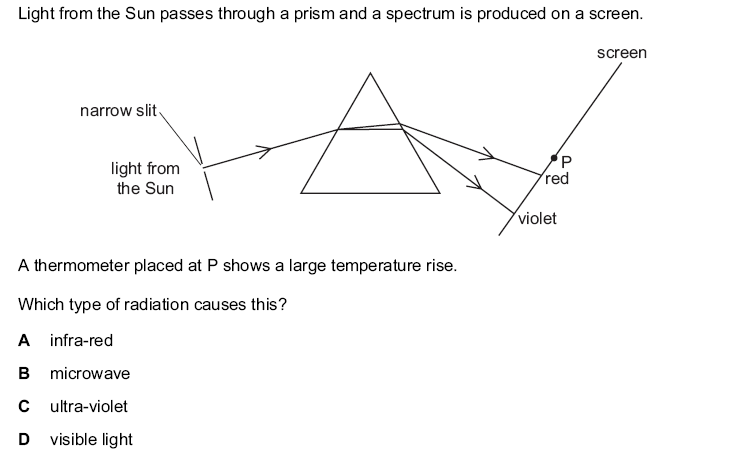 Light from the Sun passes through a prism and a spectrum is produced on a screen.
screen
narrow slit
light from
the Sun
P
red
violet
A thermometer placed at P shows a large temperature rise.
Which type of radiation causes this?
A infra-red
B microwave
C ultra-violet
D visible light